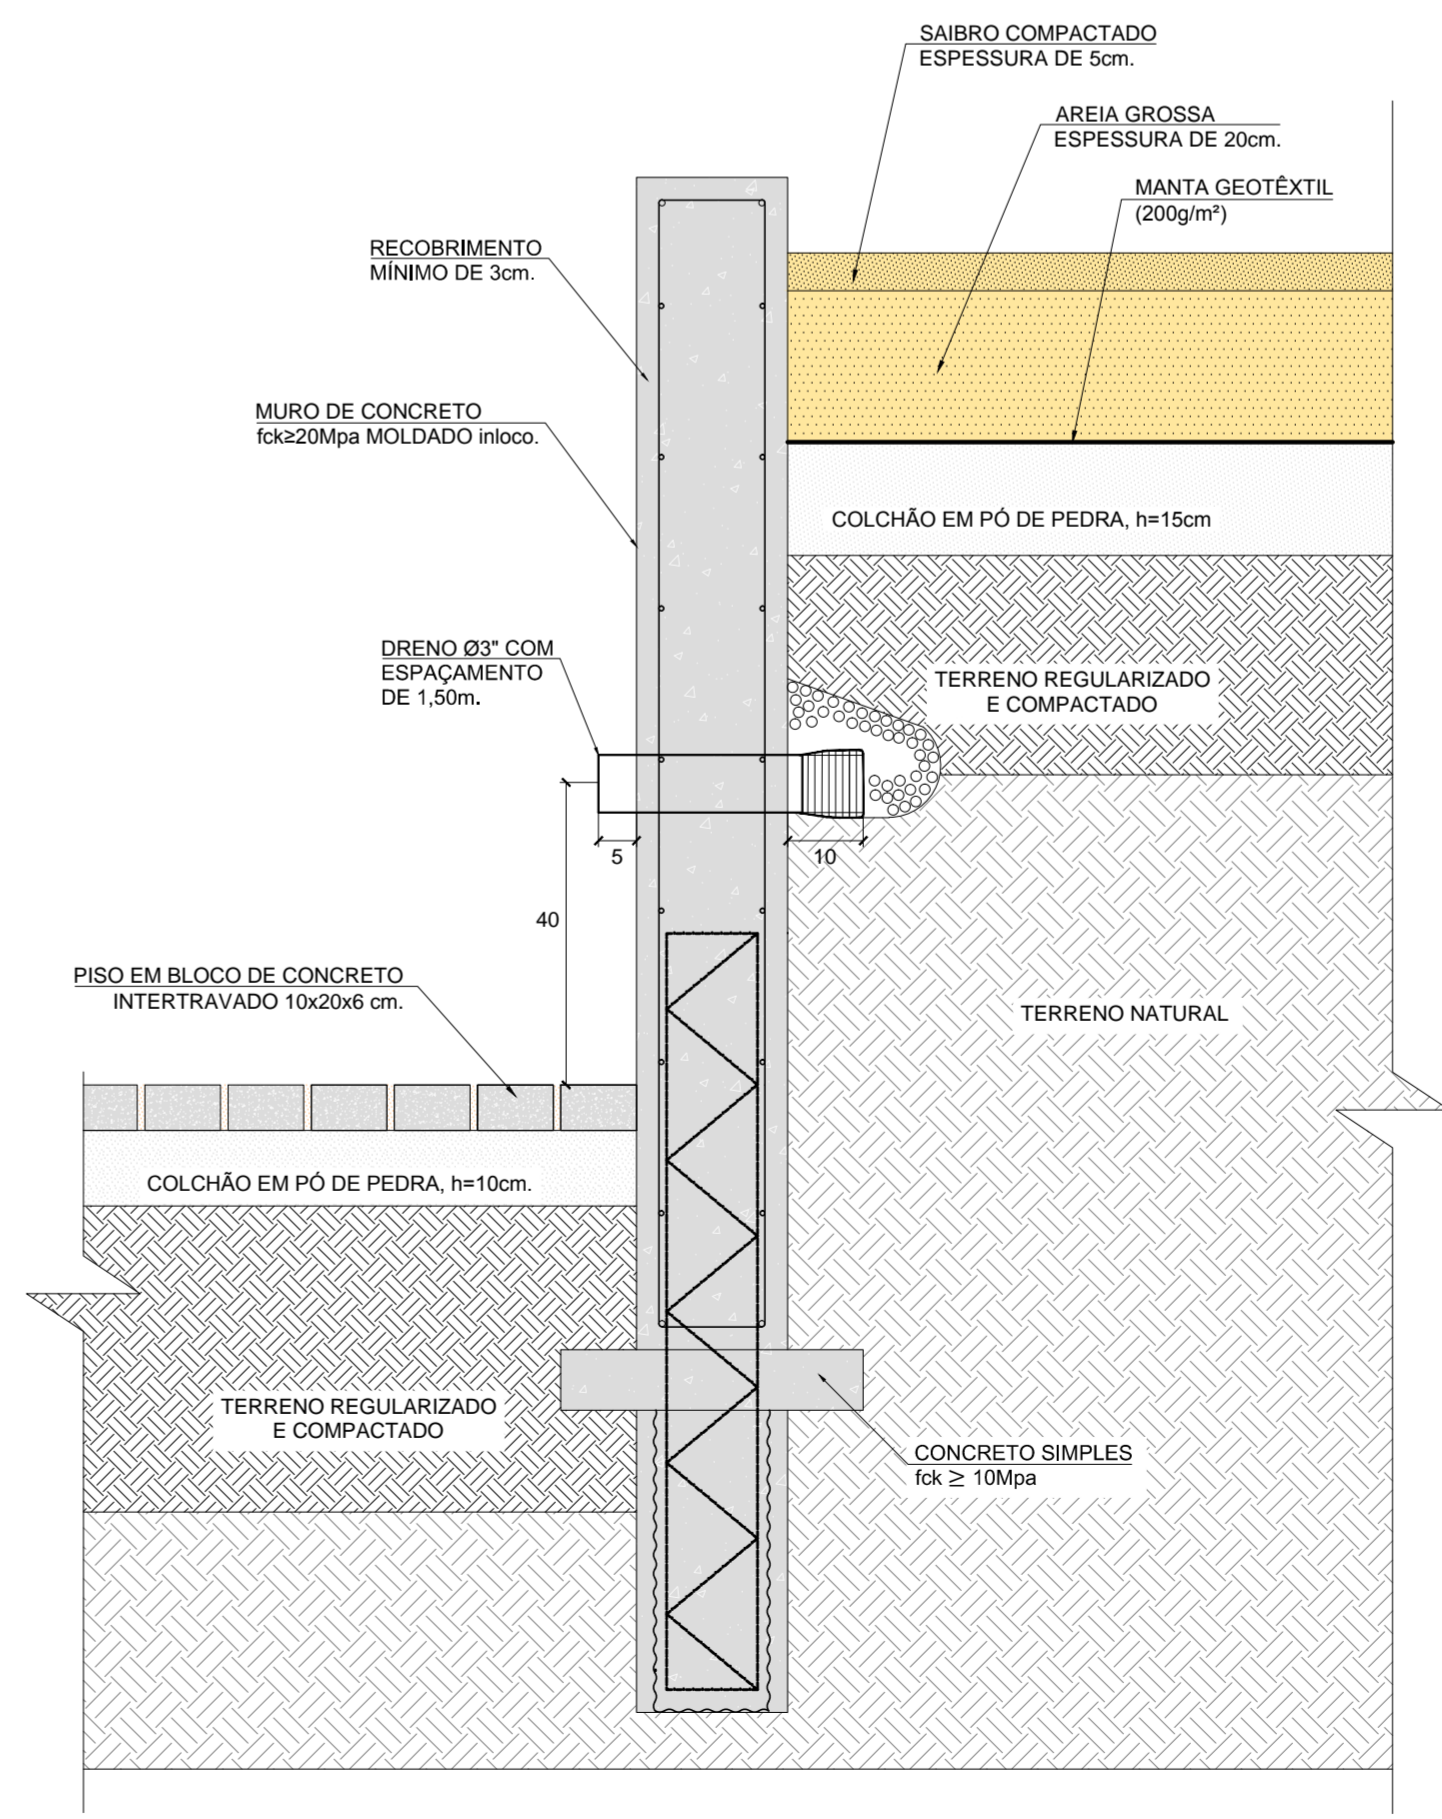 SAIBRO COMPACTADO
ESPESSURA DE 5cm.
AREIA GROSSA
ESPESSURA DE 20cm.
MANTA GEOTÊXTIL
(200g/m²)
RECOBRIMENTO
MÍNIMO DE 3cm.
MURO DE CONCRETO
fck≥20Mpa MOLDADO inloco.
COLCHÃO EM PÓ DE PEDRA, h=15cm
DRENO Ø3" COM
ESPAÇAMENTO
DE 1,50m.
TERRENO REGULARIZADO
E COMPACTADO
5
10
40
PISO EM BLOCO DE CONCRETO
INTERTRAVADO 10x20x6 cm.
TERRENO NATURAL
COLCHÃO EM PÓ DE PEDRA, h=10cm.
TERRENO REGULARIZADO
E COMPACTADO
CONCRETO SIMPLES
fck ≥ 10Mpa